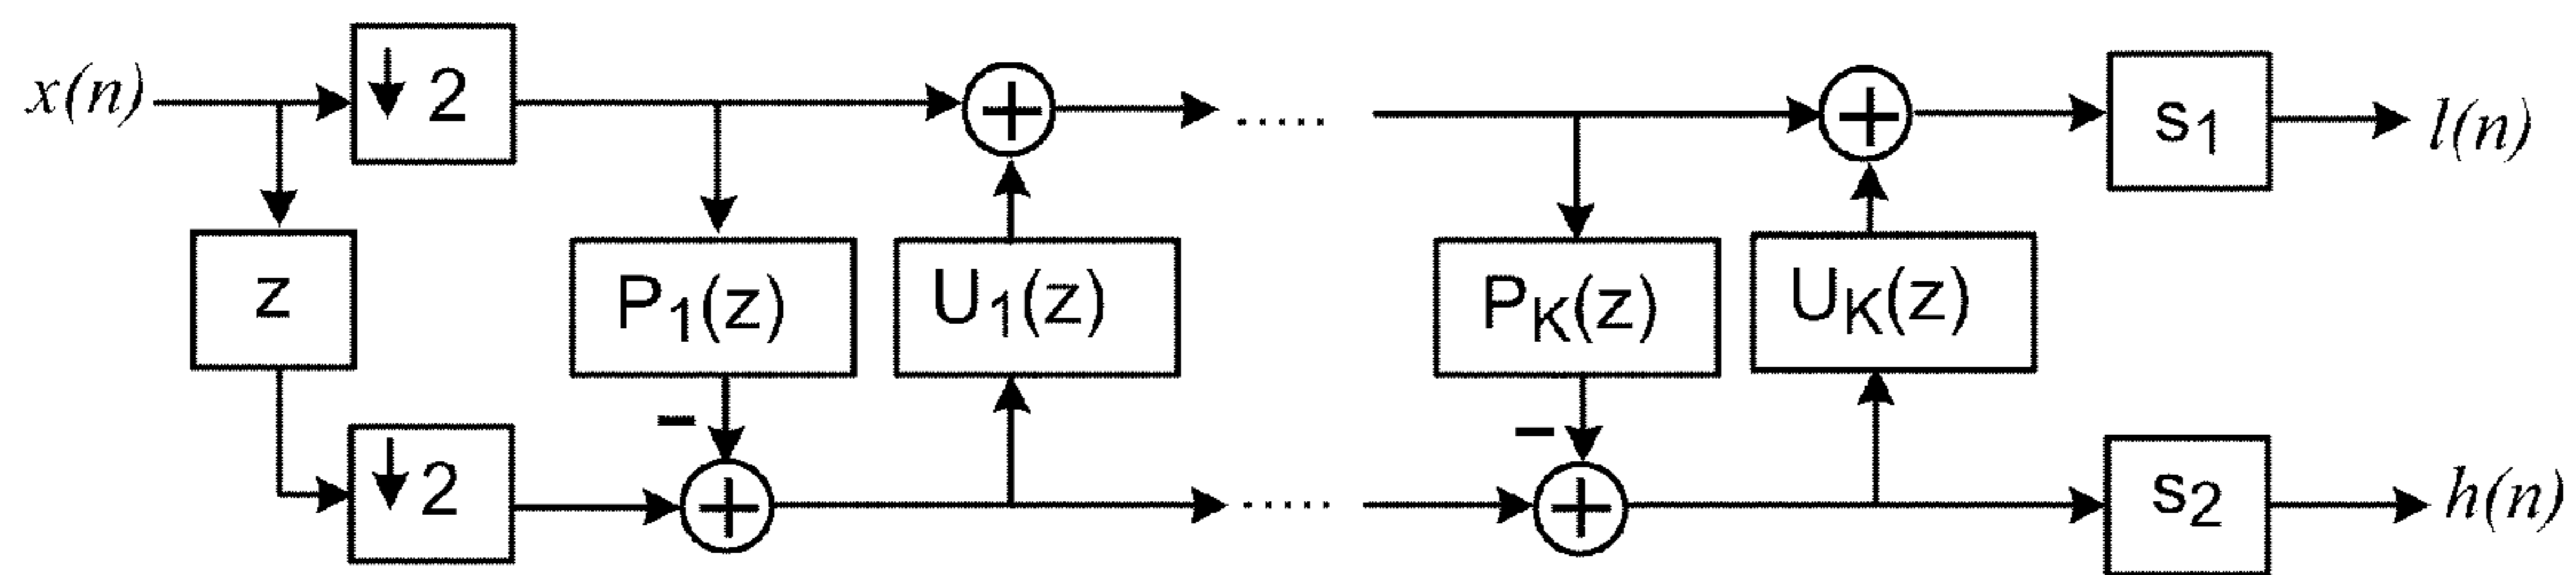 x(n) ↓ 2 + ..... + s1 l(n)
z P1(z) U1(z) PK(z) UK(z)
- -
↓ 2 + ..... + s2 h(n)